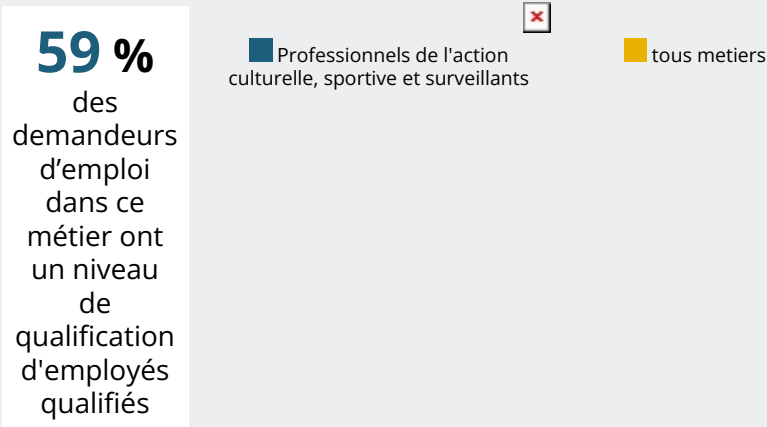 59 %
des
demandeurs
d’emploi
dans ce
métier ont
un niveau
de
qualification
d'employés
qualifiés
Professionnels de l'action
culturelle, sportive et surveillants
tous metiers